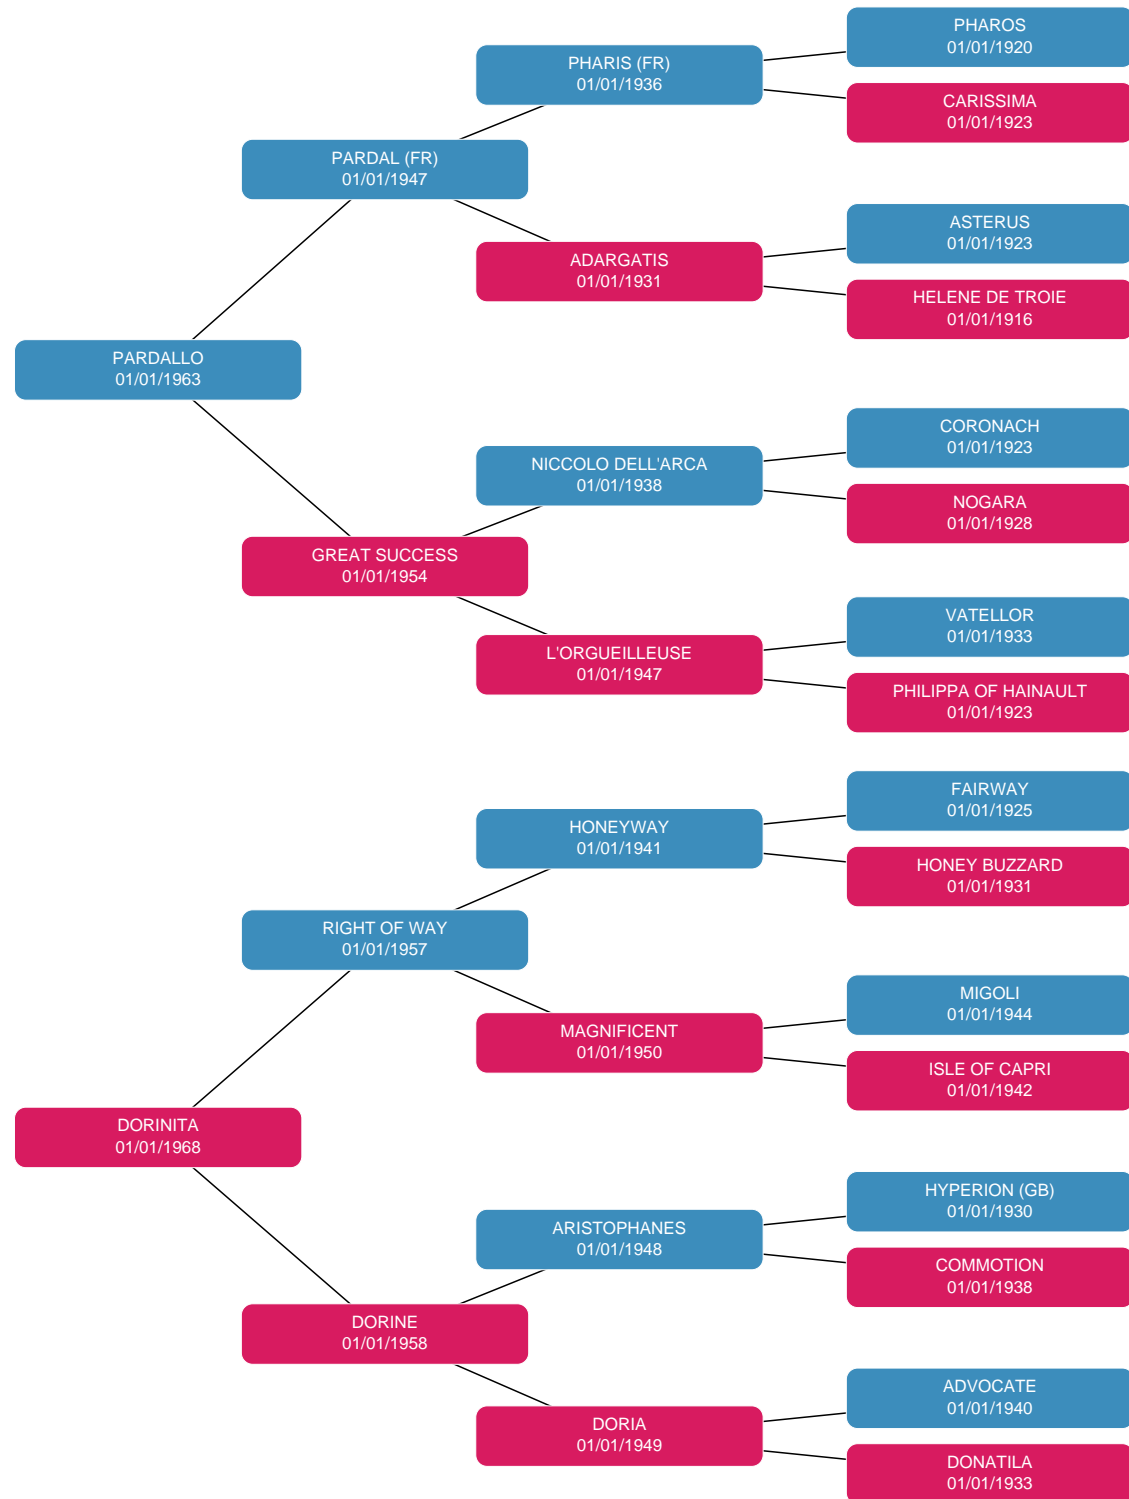 PHAROS
01/01/1920
PHARIS (FR)
01/01/1936
CARISSIMA
01/01/1923
PARDAL (FR)
01/01/1947
ASTERUS
01/01/1923
ADARGATIS
01/01/1931
HELENE DE TROIE
01/01/1916
PARDALLO
01/01/1963
CORONACH
01/01/1923
NICCOLO DELL'ARCA
01/01/1938
NOGARA
01/01/1928
GREAT SUCCESS
01/01/1954
VATELLOR
01/01/1933
L'ORGUEILLEUSE
01/01/1947
PHILIPPA OF HAINAULT
01/01/1923
FAIRWAY
01/01/1925
HONEYWAY
01/01/1941
HONEY BUZZARD
01/01/1931
RIGHT OF WAY
01/01/1957
MIGOLI
01/01/1944
MAGNIFICENT
01/01/1950
ISLE OF CAPRI
01/01/1942
DORINITA
01/01/1968
HYPERION (GB)
01/01/1930
ARISTOPHANES
01/01/1948
COMMOTION
01/01/1938
DORINE
01/01/1958
ADVOCATE
01/01/1940
DORIA
01/01/1949
DONATILA
01/01/1933